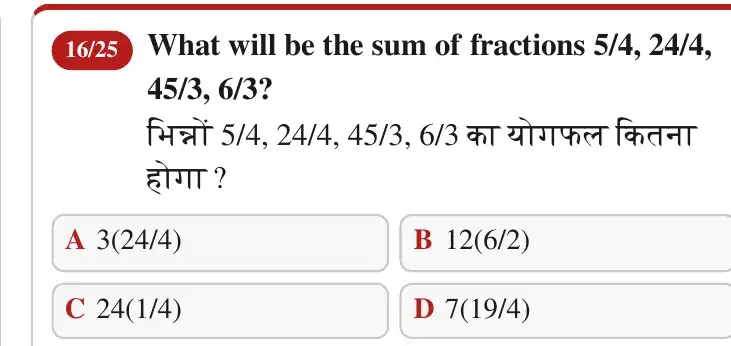 16/25 What will be the sum of fractions 5/4, 24/4,
45/3, 6/3?
भिन्नों 5/4, 24/4, 45/3, 6/3 का योगफल कितना
होगा ?
A 3(24/4)
B 12(6/2)
C 24(1/4)
D 7(19/4)